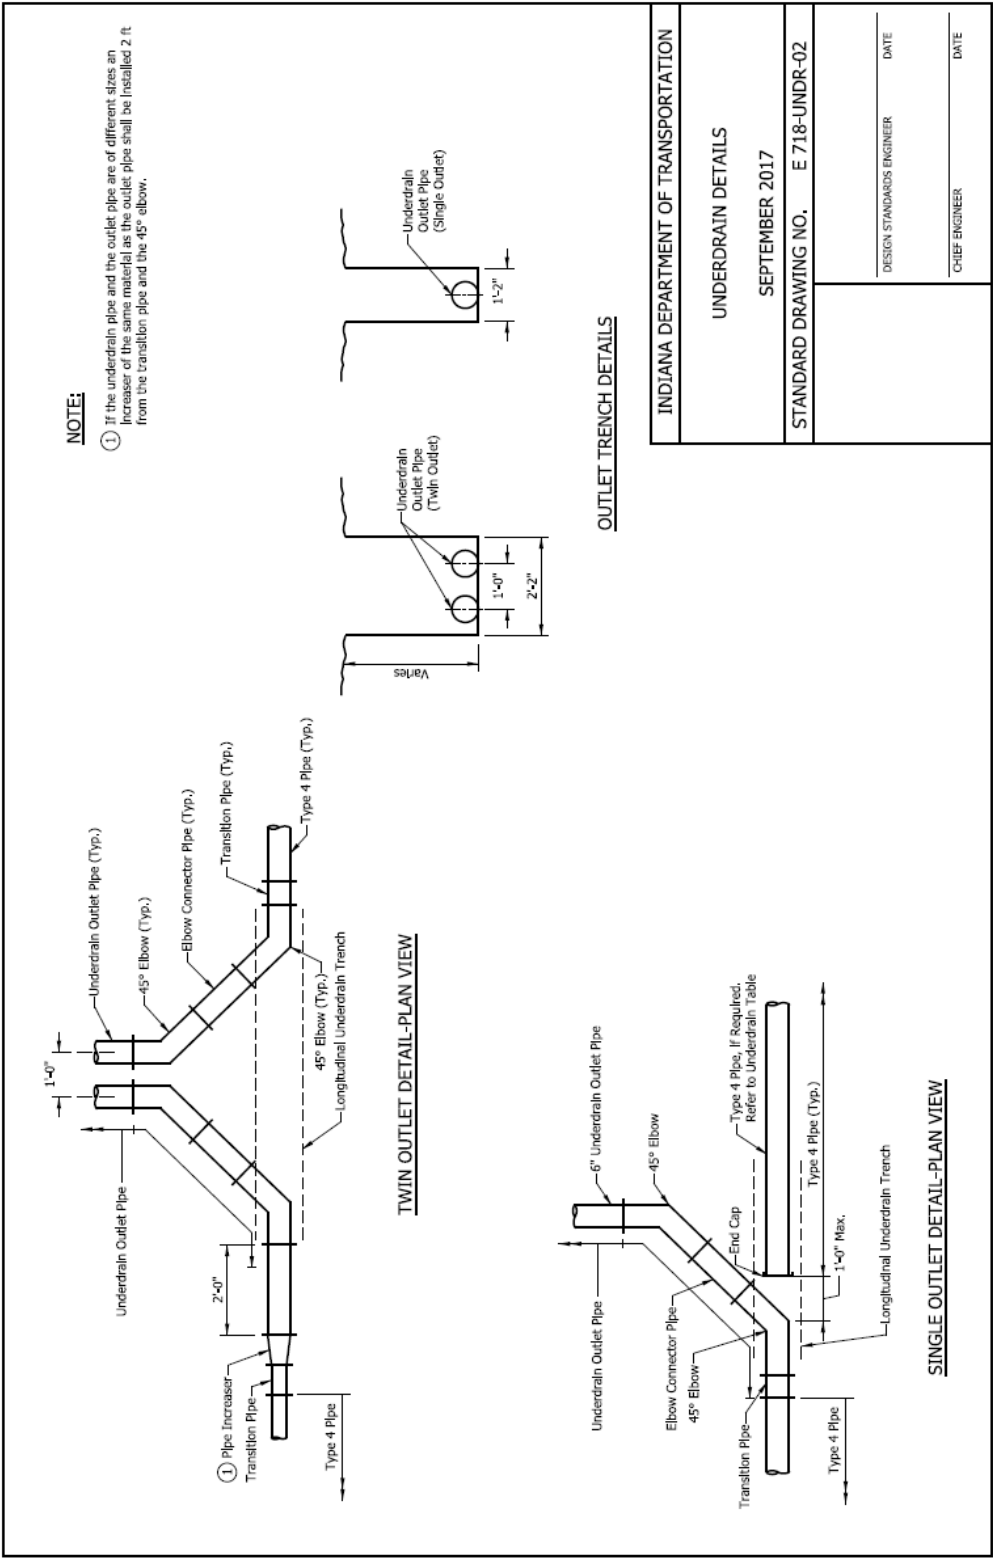 NOTE:
1 If the underdrain pipe and the outlet pipe are of different sizes an
increaser of the same material as the outlet pipe shall be installed 2 ft
from the transition pipe and the 45° elbow.
1'-0"
Underdrain Outlet Pipe (Typ.)
45° Elbow (Typ.)
Elbow Connector Pipe (Typ.)
Transition Pipe (Typ.)
Type 4 Pipe (Typ.)
Underdrain Outlet Pipe
2'-0"
1 Pipe Increaser
Transition Pipe
Type 4 Pipe
45° Elbow (Typ.)
Longitudinal Underdrain Trench
TWIN OUTLET DETAIL-PLAN VIEW
Varies
Underdrain
Outlet Pipe
(Twin Outlet)
1'-0"
2'-2"
Underdrain
Outlet Pipe
(Single Outlet)
1'-2"
OUTLET TRENCH DETAILS
6" Underdrain Outlet Pipe
45° Elbow
End Cap
Type 4 Pipe, If Required.
Refer to Underdrain Table
Underdrain Outlet Pipe
Elbow Connector Pipe
45° Elbow
Transition Pipe
Type 4 Pipe
Type 4 Pipe (Typ.)
1'-0" Max.
Longitudinal Underdrain Trench
SINGLE OUTLET DETAIL-PLAN VIEW
INDIANA DEPARTMENT OF TRANSPORTATION
UNDERDRAIN DETAILS
SEPTEMBER 2017
STANDARD DRAWING NO. E 718-UNDR-02
DESIGN STANDARDS ENGINEER DATE
CHIEF ENGINEER DATE